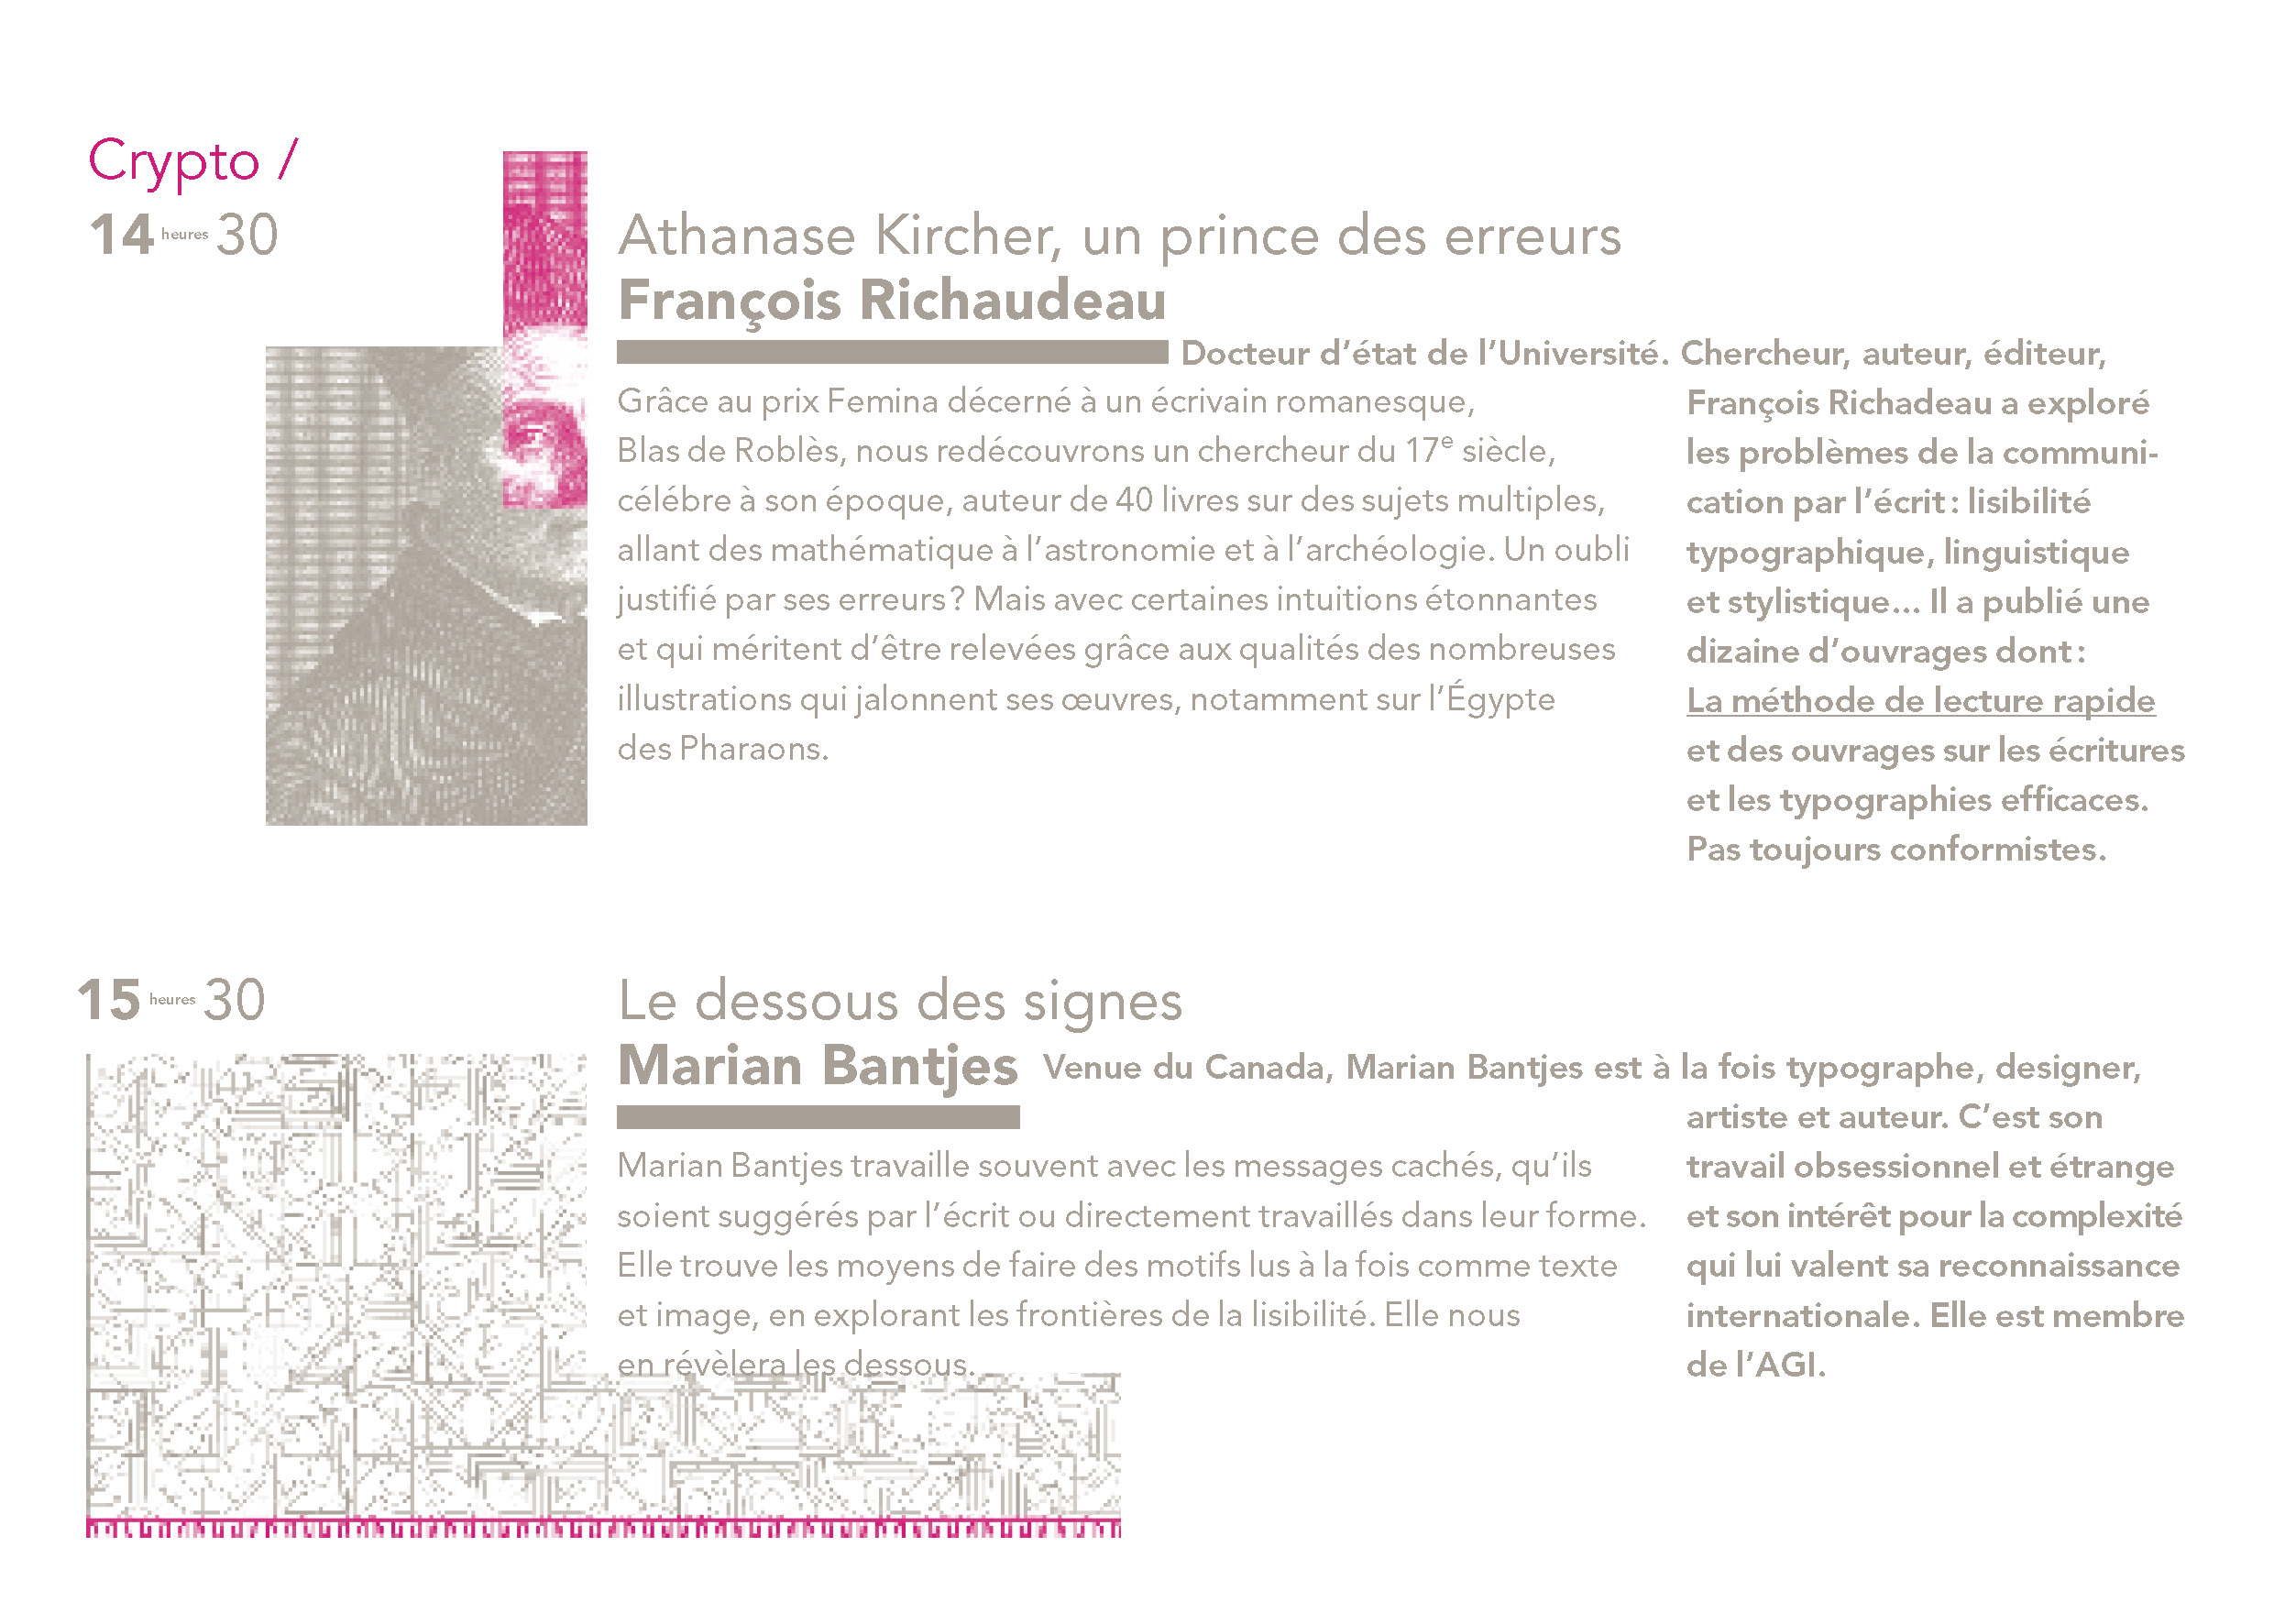 Crypto /
14 heures 30
Athanase Kircher, un prince des erreurs
François Richaudeau
Docteur d’état de l’Université. Chercheur, auteur, éditeur,
François Richadeau a exploré
les problèmes de la communi-
cation par l’écrit : lisibilité
typographique, linguistique
et stylistique... Il a publié une
dizaine d’ouvrages dont :
La méthode de lecture rapide
et des ouvrages sur les écritures
et les typographies efficaces.
Pas toujours conformistes.
Grâce au prix Femina décerné à un écrivain romanesque,
Blas de Roblès, nous redécouvrons un chercheur du 17e siècle,
célébre à son époque, auteur de 40 livres sur des sujets multiples,
allant des mathématique à l’astronomie et à l’archéologie. Un oubli
justifié par ses erreurs ? Mais avec certaines intuitions étonnantes
et qui méritent d’être relevées grâce aux qualités des nombreuses
illustrations qui jalonnent ses œuvres, notamment sur l’Égypte
des Pharaons.
15 heures 30
Le dessous des signes
Marian Bantjes
Venue du Canada, Marian Bantjes est à la fois typographe, designer,
artiste et auteur. C’est son
travail obsessionnel et étrange
et son intérêt pour la complexité
qui lui valent sa reconnaissance
internationale. Elle est membre
de l’AGI.
Marian Bantjes travaille souvent avec les messages cachés, qu’ils
soient suggérés par l’écrit ou directement travaillés dans leur forme.
Elle trouve les moyens de faire des motifs lus à la fois comme texte
et image, en explorant les frontières de la lisibilité. Elle nous
en révèlera les dessous.